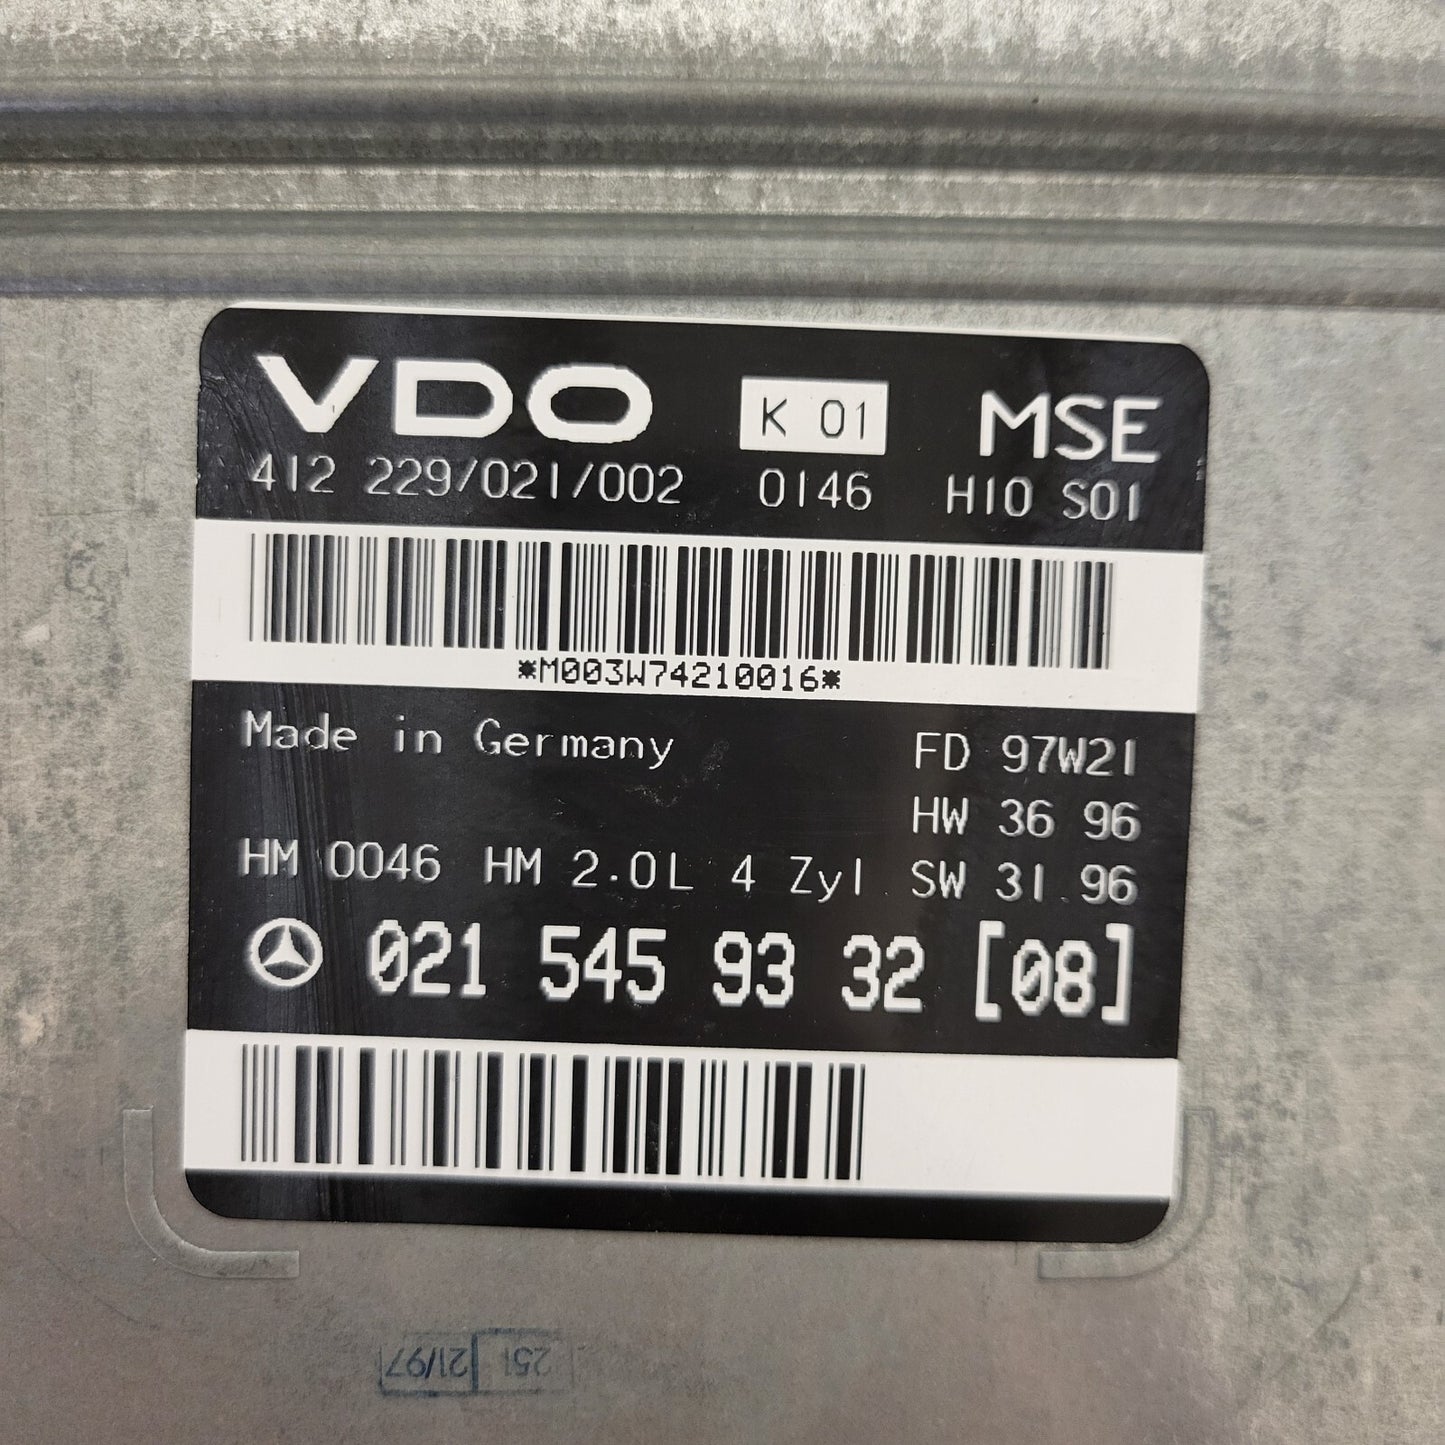 VDO K 01 MSE
412 229/021/002 0146 H10 S01
*M003W74210016*
Made in Germany FD 97W21
HW 36 96
HM 0046 HM 2.0L 4 Zyl SW 31 96
021 545 93 32 [08]
251 21/97